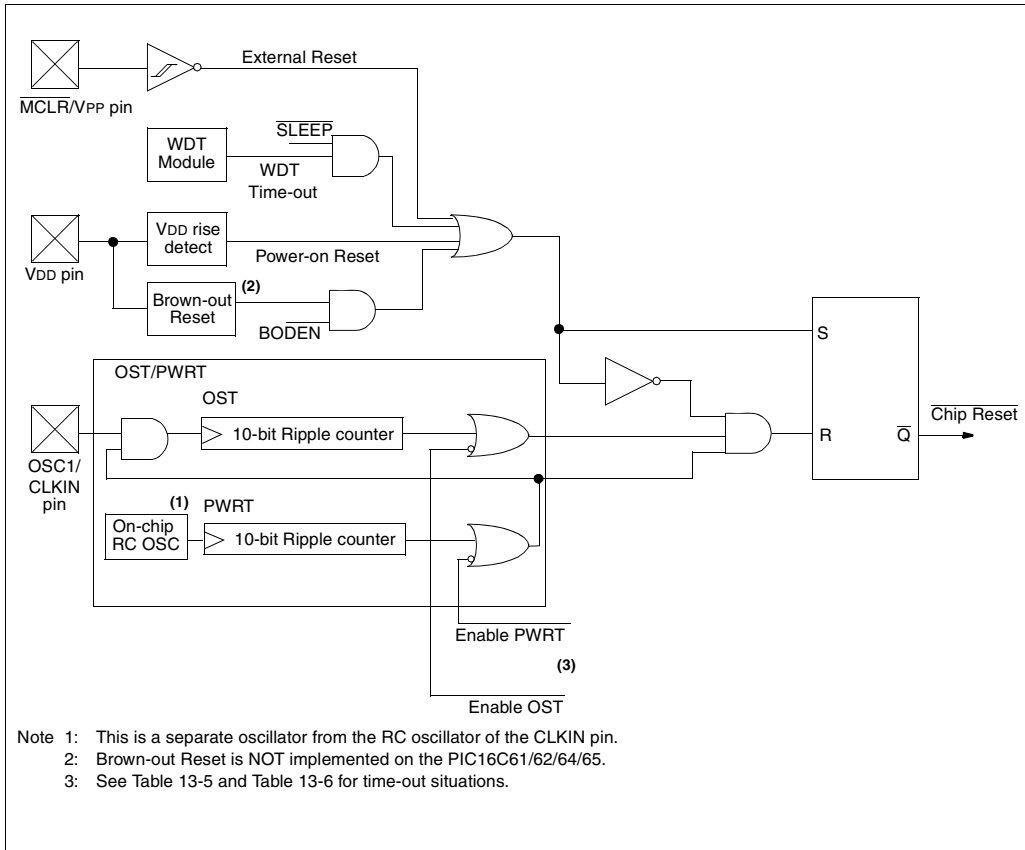 External Reset
M̅C̅L̅R̅/VPP pin
S̅L̅E̅E̅P̅
WDT
Module
WDT
Time-out
VDD rise
detect
Power-on Reset
VDD pin
(2)
Brown-out
Reset
BODEN
OST/PWRT
OST
10-bit Ripple counter
OSC1/
CLKIN
pin
(1)
PWRT
On-chip
RC OSC
10-bit Ripple counter
S
R
Q̅
C̅h̅i̅p̅ R̅e̅s̅e̅t̅
Enable PWRT
(3)
Enable OST
Note 1: This is a separate oscillator from the RC oscillator of the CLKIN pin.
2: Brown-out Reset is NOT implemented on the PIC16C61/62/64/65.
3: See Table 13-5 and Table 13-6 for time-out situations.